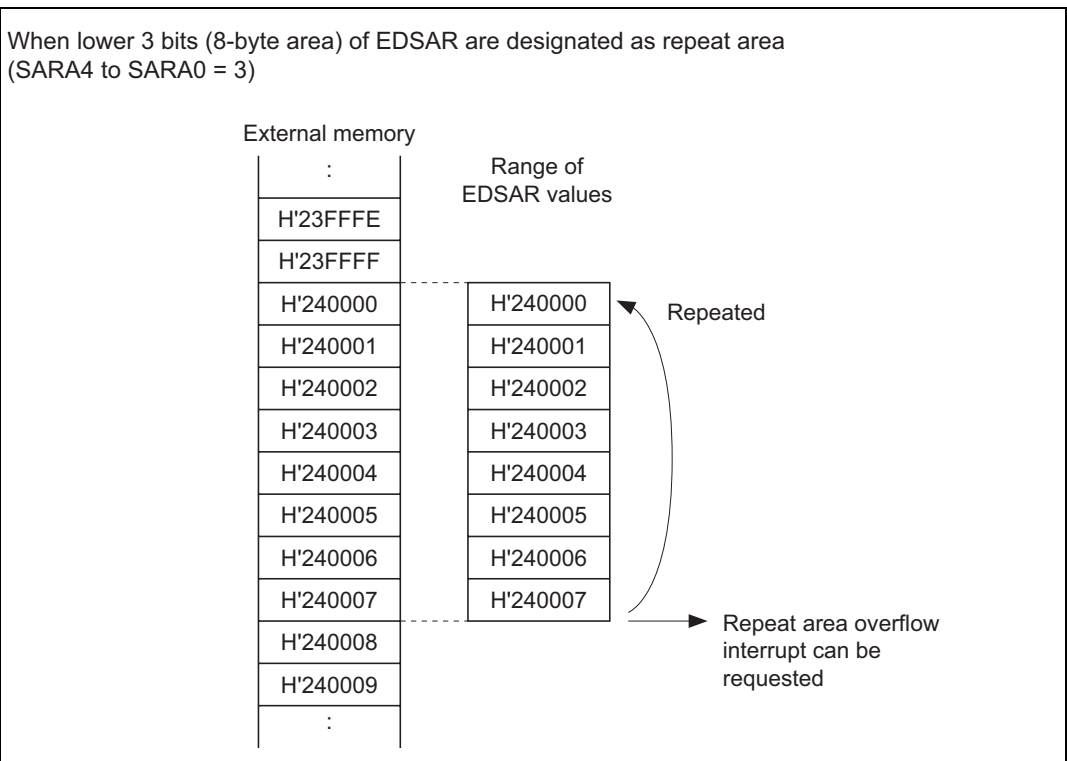 When lower 3 bits (8-byte area) of EDSAR are designated as repeat area
(SARA4 to SARA0 = 3)
External memory
:
Range of
EDSAR values
H'23FFFE
H'23FFFF
H'240000
H'240000
Repeated
H'240001
H'240001
H'240002
H'240002
H'240003
H'240003
H'240004
H'240004
H'240005
H'240005
H'240006
H'240006
H'240007
H'240007
Repeat area overflow
interrupt can be
requested
H'240008
H'240009
: